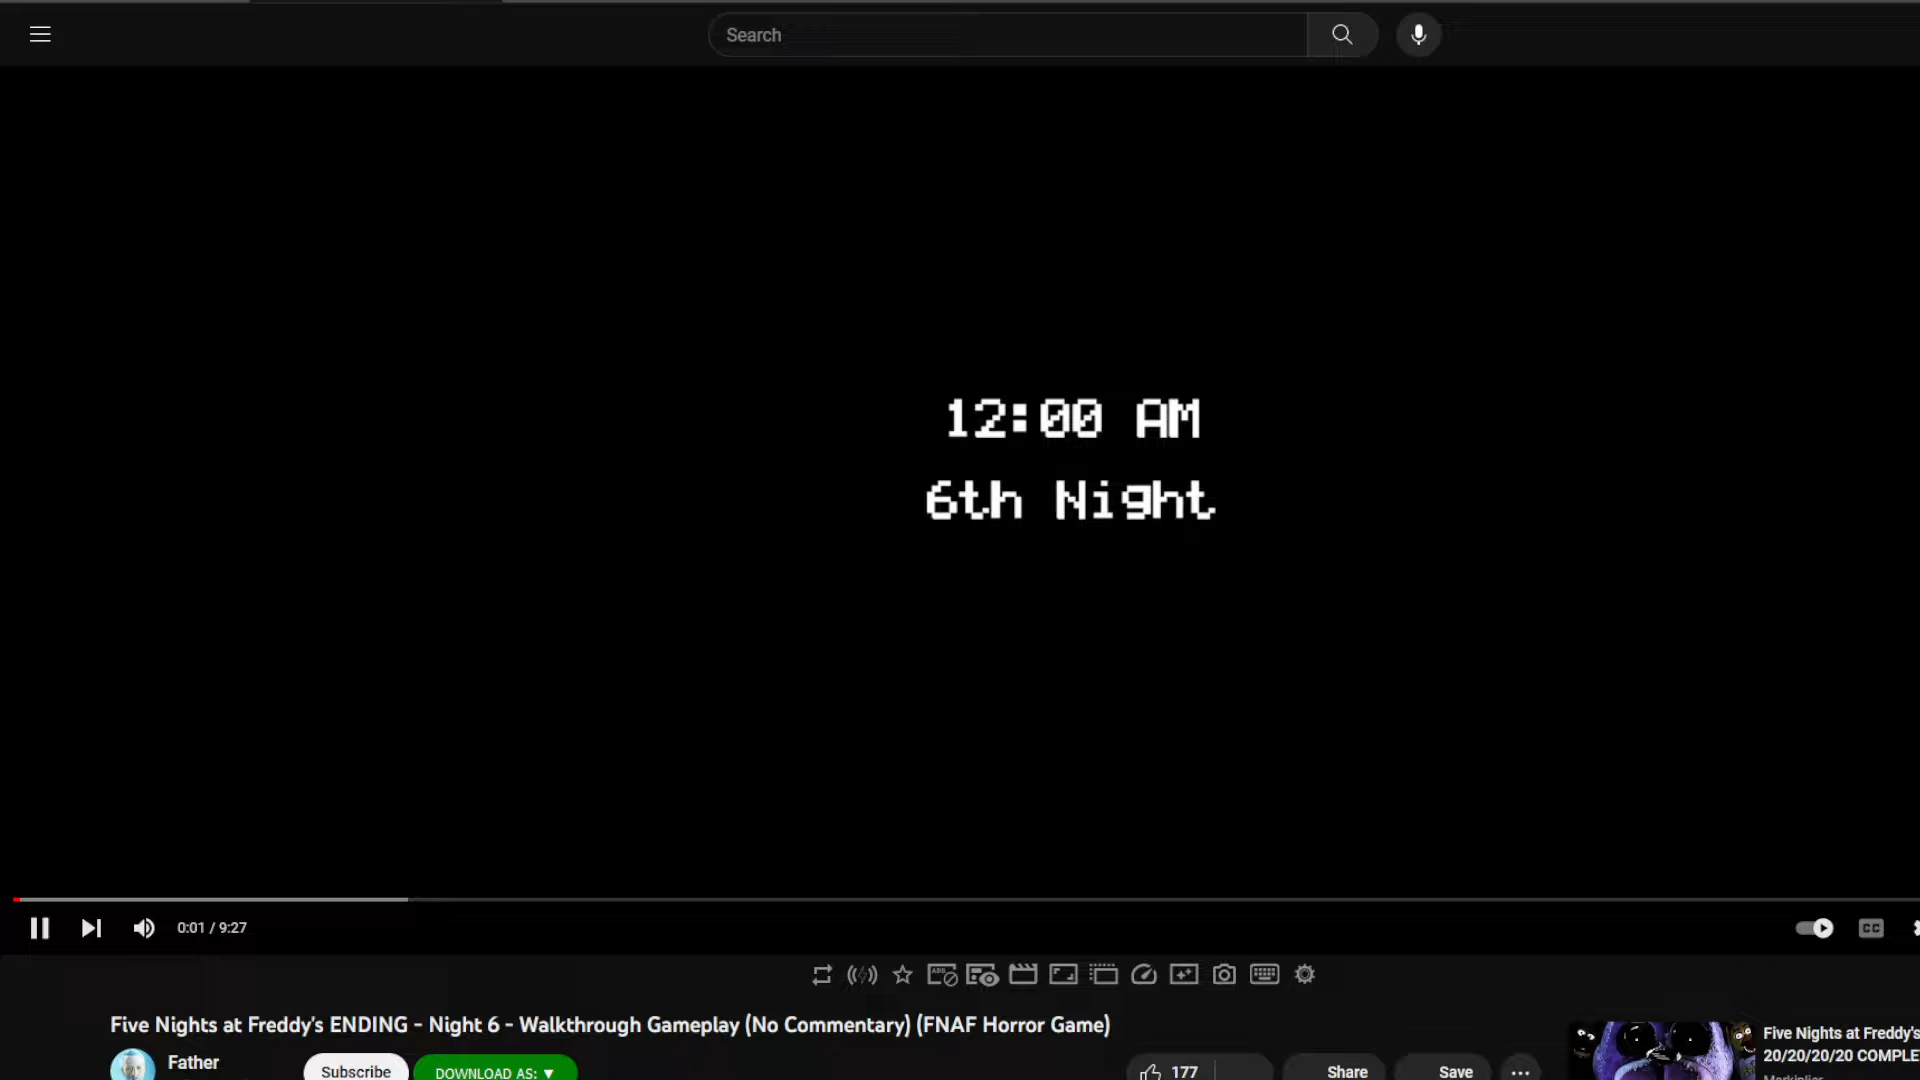 Search
12:00 AM
6th Night
0:01 / 9:27
CC
Five Nights at Freddy's ENDING - Night 6 - Walkthrough Gameplay (No Commentary) (FNAF Horror Game)
Father
Subscribe
DOWNLOAD AS: ▼
177
Share
Save
Five Nights at Freddy's
20/20/20/20 COMPLE
Markiplier